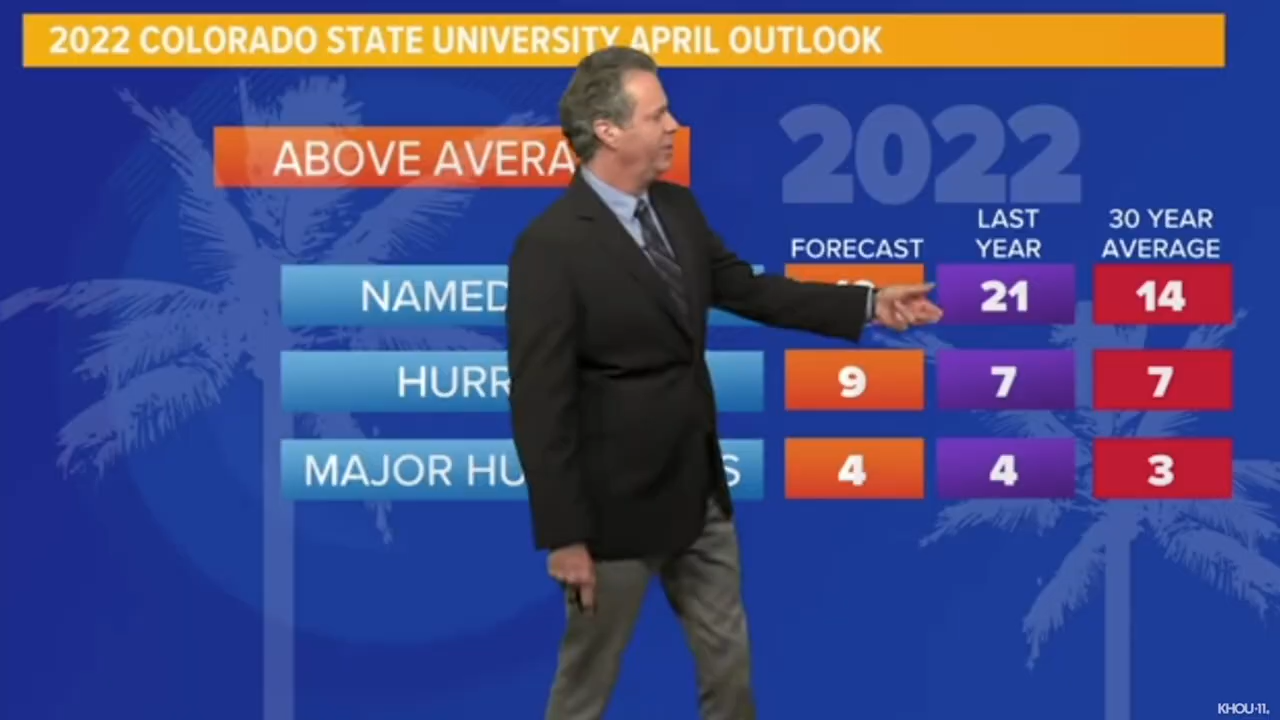 2022 COLORADO STATE UNIVERSITY APRIL OUTLOOK
ABOVE AVERA
2022
FORECAST
LAST
YEAR
30 YEAR
AVERAGE
NAMED 21 14
HURR 9 7 7
MAJOR HU S 4 4 3
KHOU·11.